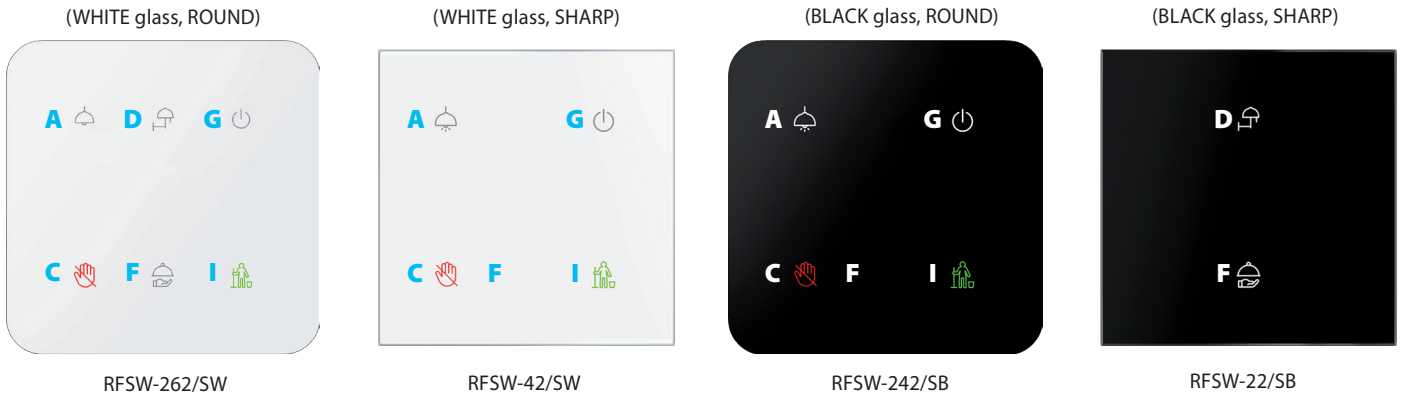 (WHITE glass, ROUND)
(WHITE glass, SHARP)
(BLACK glass, ROUND)
(BLACK glass, SHARP)
A D G
A G
A G
D
C F I
C F I
C F I
F
RFSW-262/SW
RFSW-42/SW
RFSW-242/SB
RFSW-22/SB